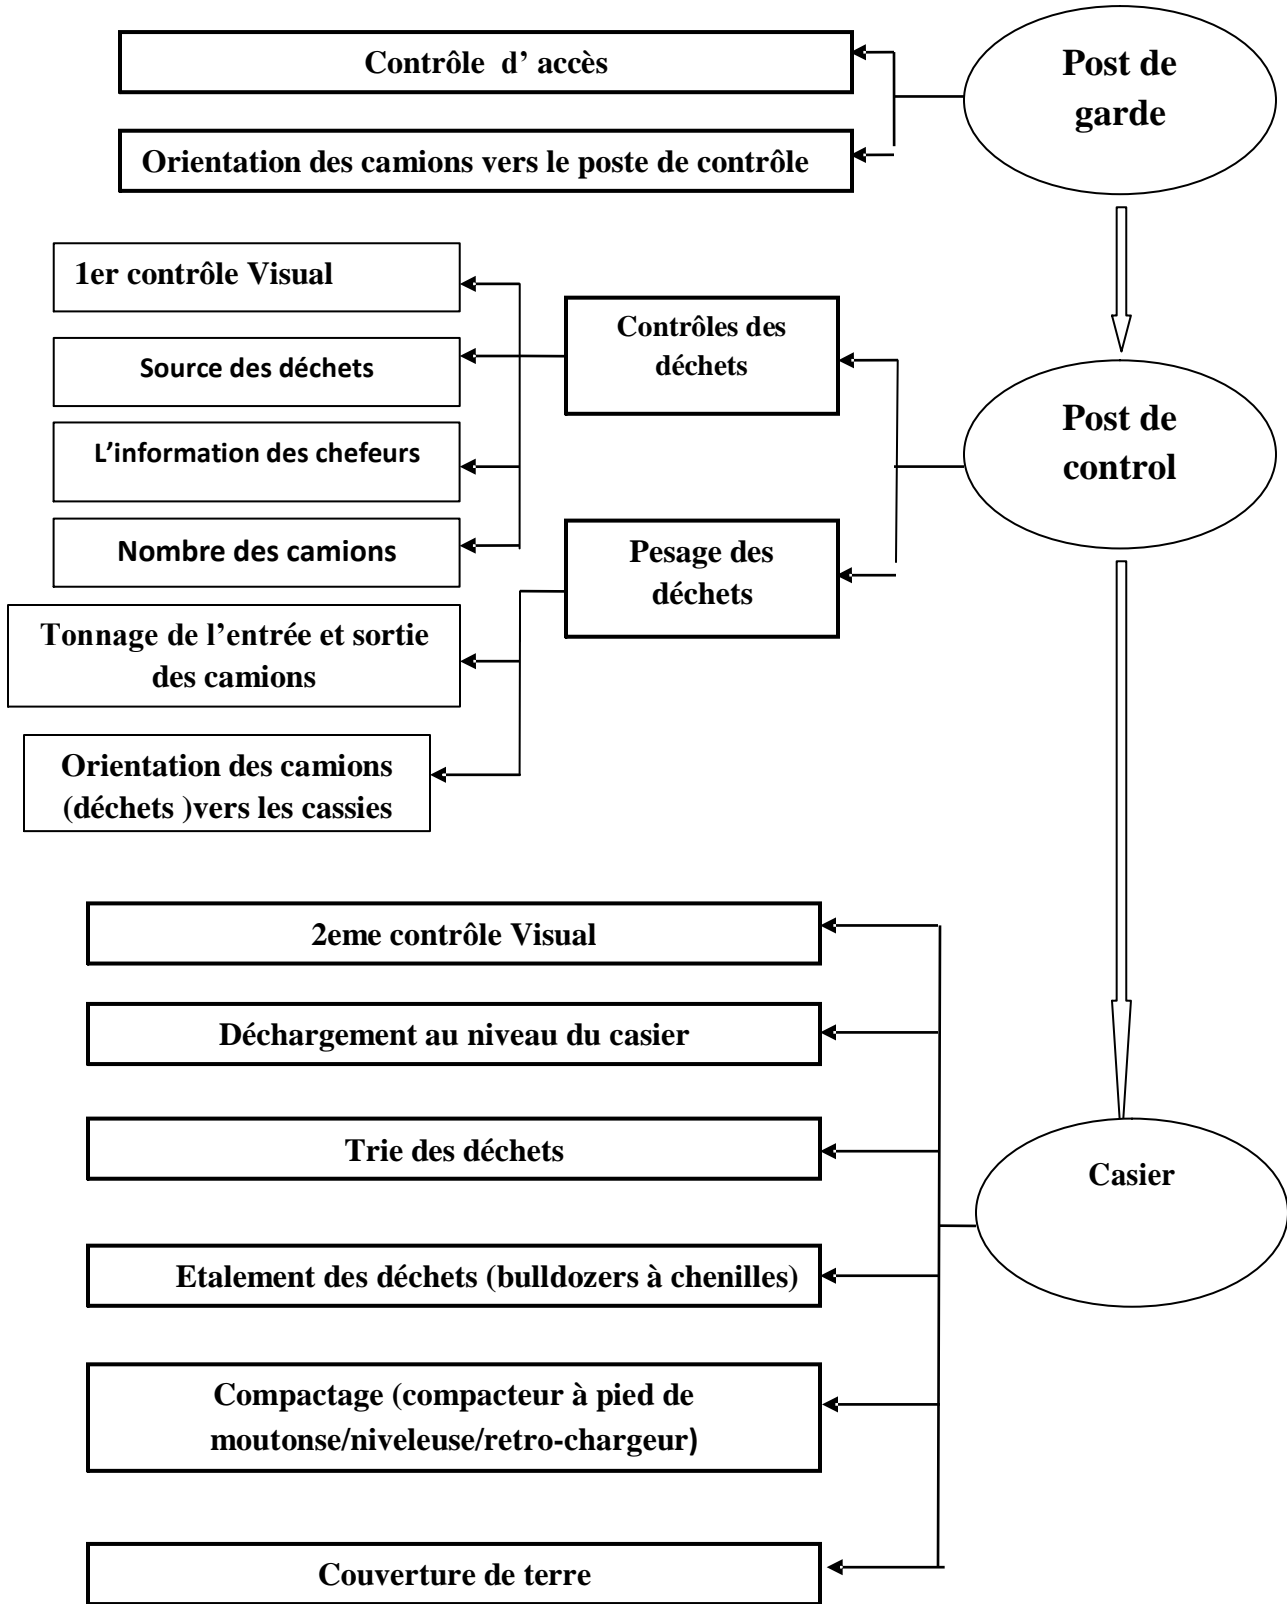 Contrôle d’ accès
Post de
garde
Orientation des camions vers le poste de contrôle
1er contrôle Visual
Contrôles des
déchets
Source des déchets
Post de
control
L’information des chefeurs
Nombre des camions
Pesage des
déchets
Tonnage de l’entrée et sortie
des camions
Orientation des camions
(déchets )vers les cassies
2eme contrôle Visual
Déchargement au niveau du casier
Trie des déchets
Casier
Etalement des déchets (bulldozers à chenilles)
Compactage (compacteur à pied de
moutonse/niveleuse/retro-chargeur)
Couverture de terre